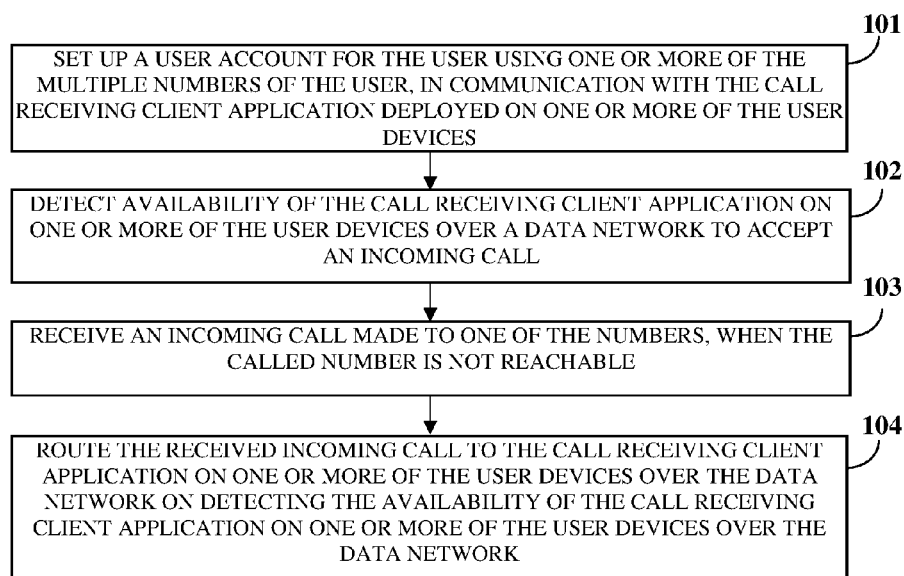 101
SET UP A USER ACCOUNT FOR THE USER USING ONE OR MORE OF THE
MULTIPLE NUMBERS OF THE USER, IN COMMUNICATION WITH THE CALL
RECEIVING CLIENT APPLICATION DEPLOYED ON ONE OR MORE OF THE USER
DEVICES
102
DETECT AVAILABILITY OF THE CALL RECEIVING CLIENT APPLICATION ON
ONE OR MORE OF THE USER DEVICES OVER A DATA NETWORK TO ACCEPT
AN INCOMING CALL
103
RECEIVE AN INCOMING CALL MADE TO ONE OF THE NUMBERS, WHEN THE
CALLED NUMBER IS NOT REACHABLE
104
ROUTE THE RECEIVED INCOMING CALL TO THE CALL RECEIVING CLIENT
APPLICATION ON ONE OR MORE OF THE USER DEVICES OVER THE DATA
NETWORK ON DETECTING THE AVAILABILITY OF THE CALL RECEIVING
CLIENT APPLICATION ON ONE OR MORE OF THE USER DEVICES OVER THE
DATA NETWORK